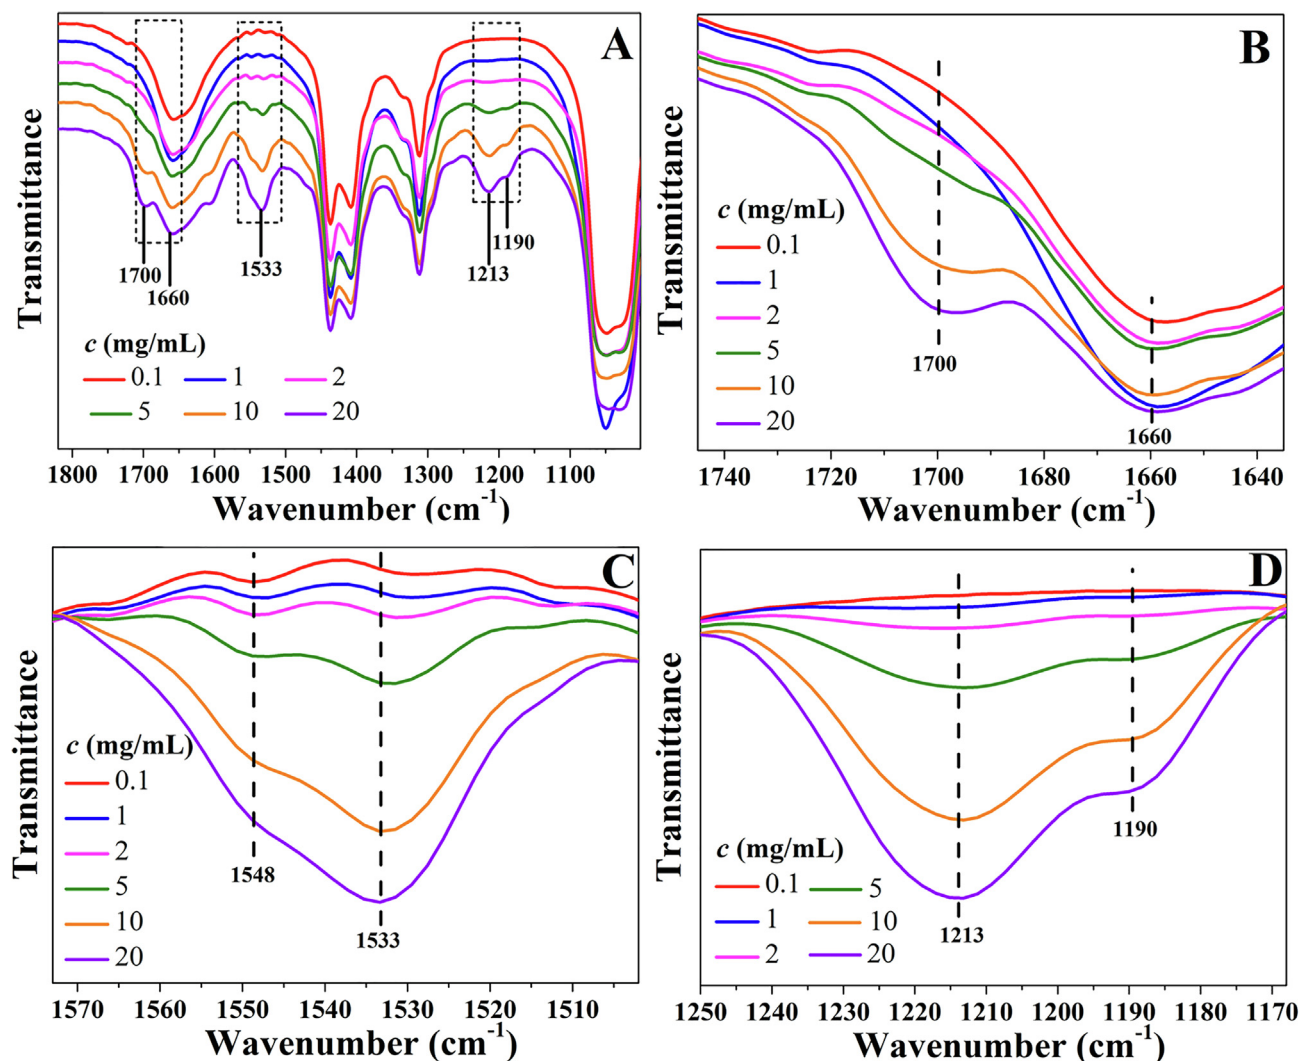 A
Transmittance
1700
1660
1533
1213
1190
c (mg/mL)
0.1 1 2
5 10 20
1800 1700 1600 1500 1400 1300 1200 1100
Wavenumber (cm⁻¹)
B
Transmittance
c (mg/mL)
0.1
1
2
5
10
20
1700
1660
1740 1720 1700 1680 1660 1640
Wavenumber (cm⁻¹)
C
Transmittance
c (mg/mL)
0.1
1
2
5
10
20
1548
1533
1570 1560 1550 1540 1530 1520 1510
Wavenumber (cm⁻¹)
D
Transmittance
1190
1213
c (mg/mL)
0.1 5
1 10
2 20
1250 1240 1230 1220 1210 1200 1190 1180 1170
Wavenumber (cm⁻¹)